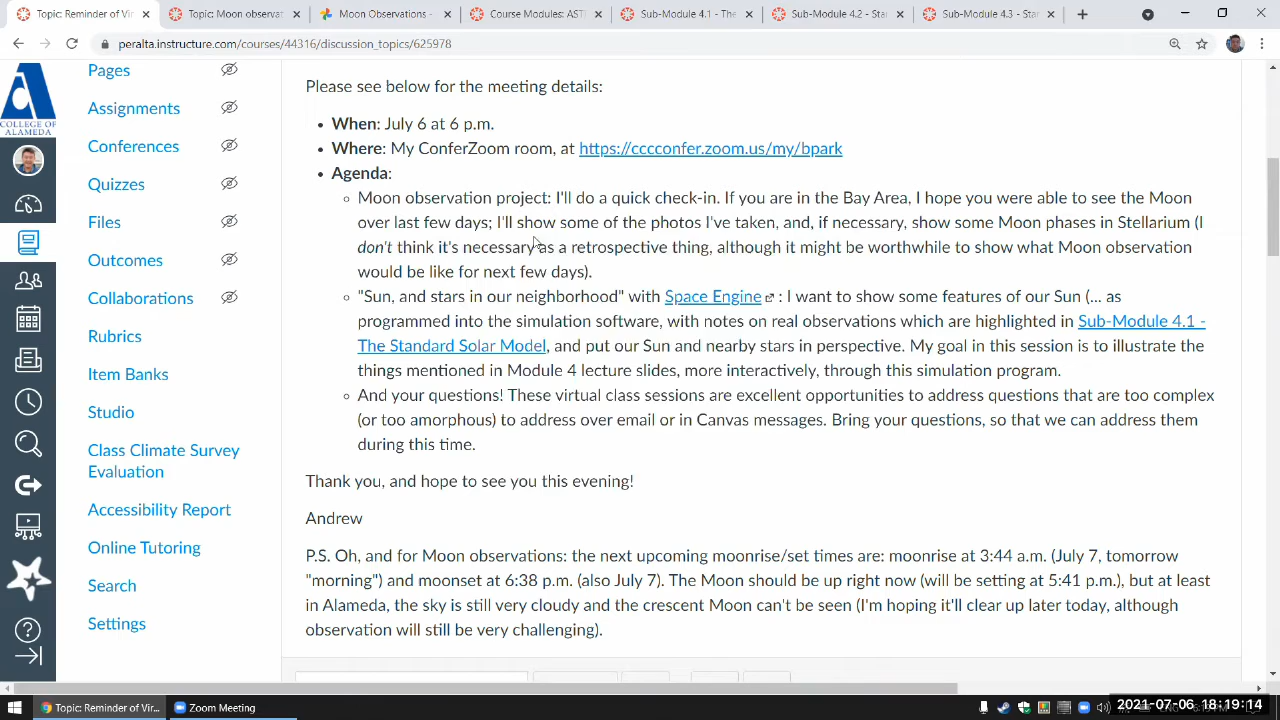 Topic: Reminder of Vir
Topic: Moon observat
Moon Observations -
Course Modules: AST
Sub-Module 4.1 - The
Sub-Module 4.2 - Sta
Sub-Module 4.3 - Star
peralta.instructure.com/courses/44316/discussion_topics/625978
COLLEGE OF
ALAMEDA
Pages
Assignments
Conferences
Quizzes
Files
Outcomes
Collaborations
Rubrics
Item Banks
Studio
Class Climate Survey
Evaluation
Accessibility Report
Online Tutoring
Search
Settings
Please see below for the meeting details:
• When: July 6 at 6 p.m.
• Where: My ConferZoom room, at https://cccconfer.zoom.us/my/bpark
• Agenda:
◦ Moon observation project: I'll do a quick check-in. If you are in the Bay Area, I hope you were able to see the Moon
over last few days; I'll show some of the photos I've taken, and, if necessary, show some Moon phases in Stellarium (I
don't think it's necessary as a retrospective thing, although it might be worthwhile to show what Moon observation
would be like for next few days).
◦ "Sun, and stars in our neighborhood" with Space Engine : I want to show some features of our Sun (... as
programmed into the simulation software, with notes on real observations which are highlighted in Sub-Module 4.1 -
The Standard Solar Model, and put our Sun and nearby stars in perspective. My goal in this session is to illustrate the
things mentioned in Module 4 lecture slides, more interactively, through this simulation program.
◦ And your questions! These virtual class sessions are excellent opportunities to address questions that are too complex
(or too amorphous) to address over email or in Canvas messages. Bring your questions, so that we can address them
during this time.
Thank you, and hope to see you this evening!
Andrew
P.S. Oh, and for Moon observations: the next upcoming moonrise/set times are: moonrise at 3:44 a.m. (July 7, tomorrow
"morning") and moonset at 6:38 p.m. (also July 7). The Moon should be up right now (will be setting at 5:41 p.m.), but at least
in Alameda, the sky is still very cloudy and the crescent Moon can't be seen (I'm hoping it'll clear up later today, although
observation will still be very challenging).
Topic: Reminder of Vir...
Zoom Meeting
2021-07-06 18:19:14